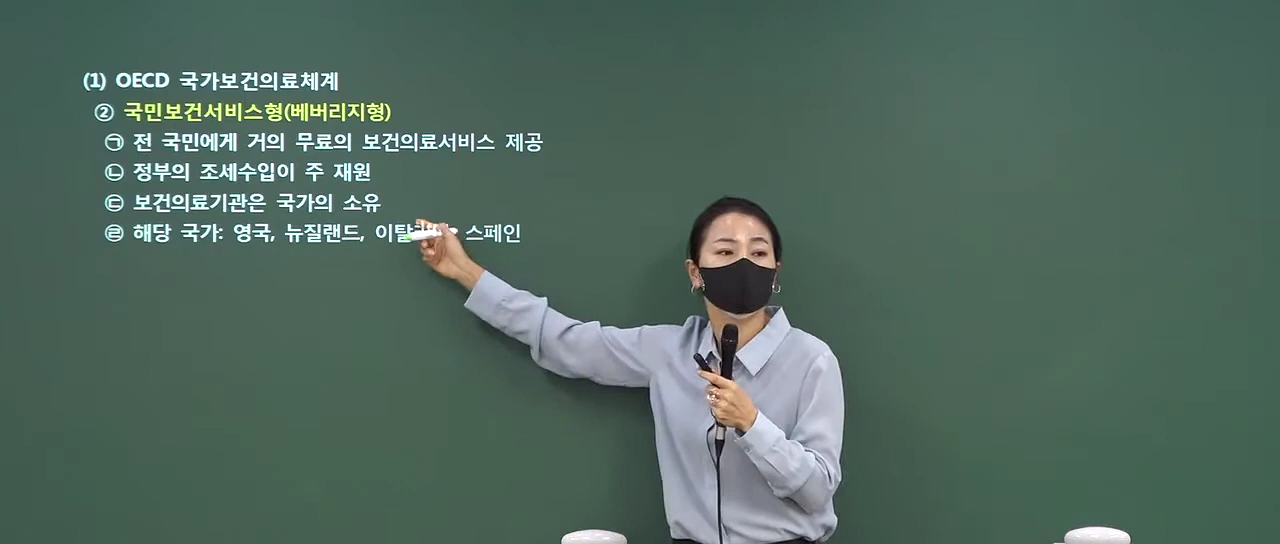 (1) OECD 국가보건의료체계
② 국민보건서비스형(베버리지형)
㉠ 전 국민에게 거의 무료의 보건의료서비스 제공
㉡ 정부의 조세수입이 주 재원
㉢ 보건의료기관은 국가의 소유
㉣ 해당 국가: 영국, 뉴질랜드, 스페인